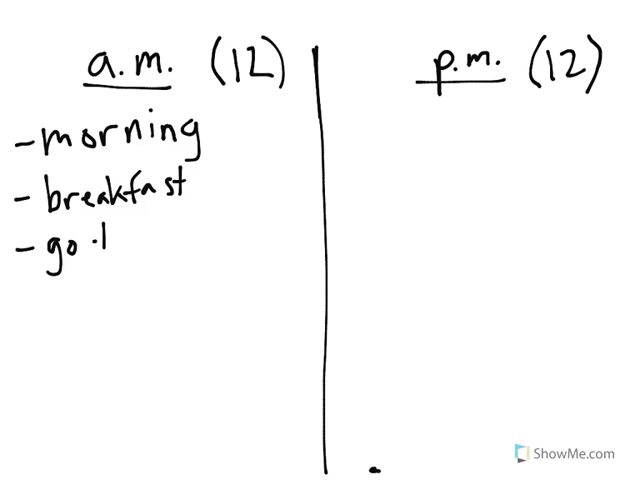 a.m. (12)
p.m. (12)
- morning
- breakfast
- go
ShowMe.com